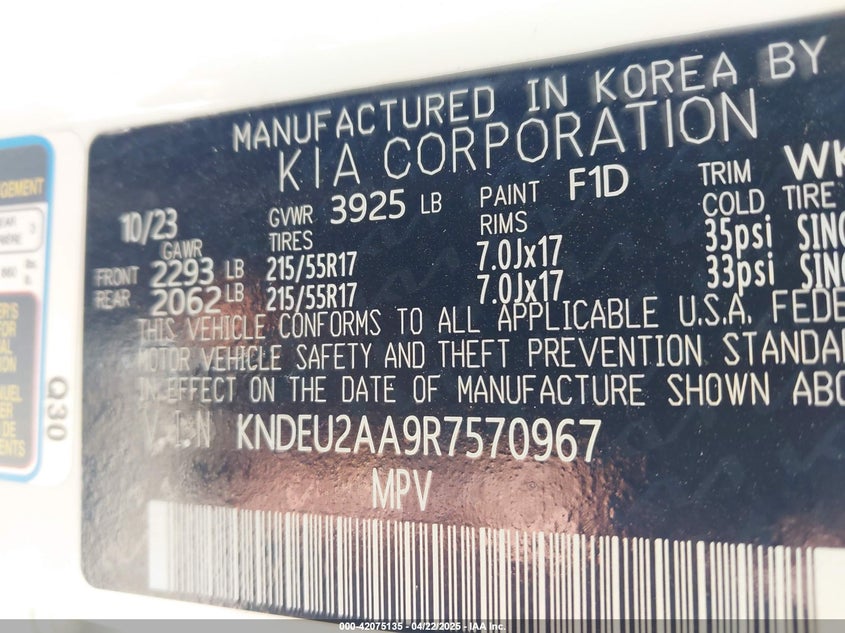 MANUFACTURED IN KOREA BY
KIA CORPORATION
10/23 GVWR 3925 LB PAINT F1D TRIM WK
GAWR TIRES RIMS COLD TIRE
FRONT 2293 LB 215/55R17 7.0Jx17 35psi SING
REAR 2062 LB 215/55R17 7.0Jx17 33psi SING
THIS VEHICLE CONFORMS TO ALL APPLICABLE U.S.A. FEDE
MOTOR VEHICLE SAFETY AND THEFT PREVENTION STANDA
IN EFFECT ON THE DATE OF MANUFACTURE SHOWN ABO
V.I.N KNDEU2AA9R7570967
MPV
Q30
000-42075135 - 04/22/2025 - IAA Inc.